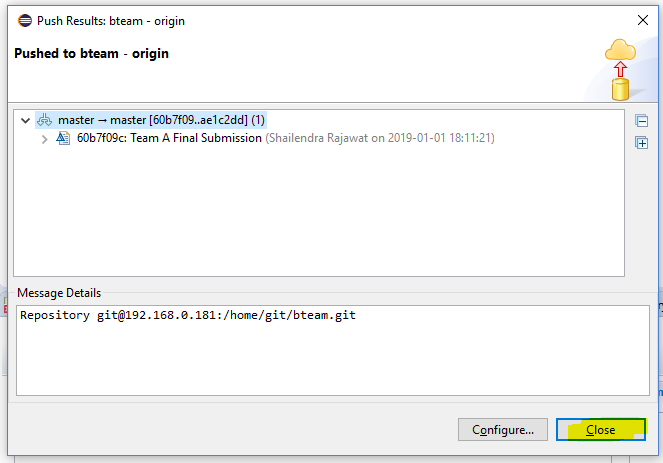 Push Results: bteam - origin
Pushed to bteam - origin
master → master [60b7f09..ae1c2dd] (1)
60b7f09c: Team A Final Submission (Shailendra Rajawat on 2019-01-01 18:11:21)
Message Details
Repository git@192.168.0.181:/home/git/bteam.git
Configure... Close